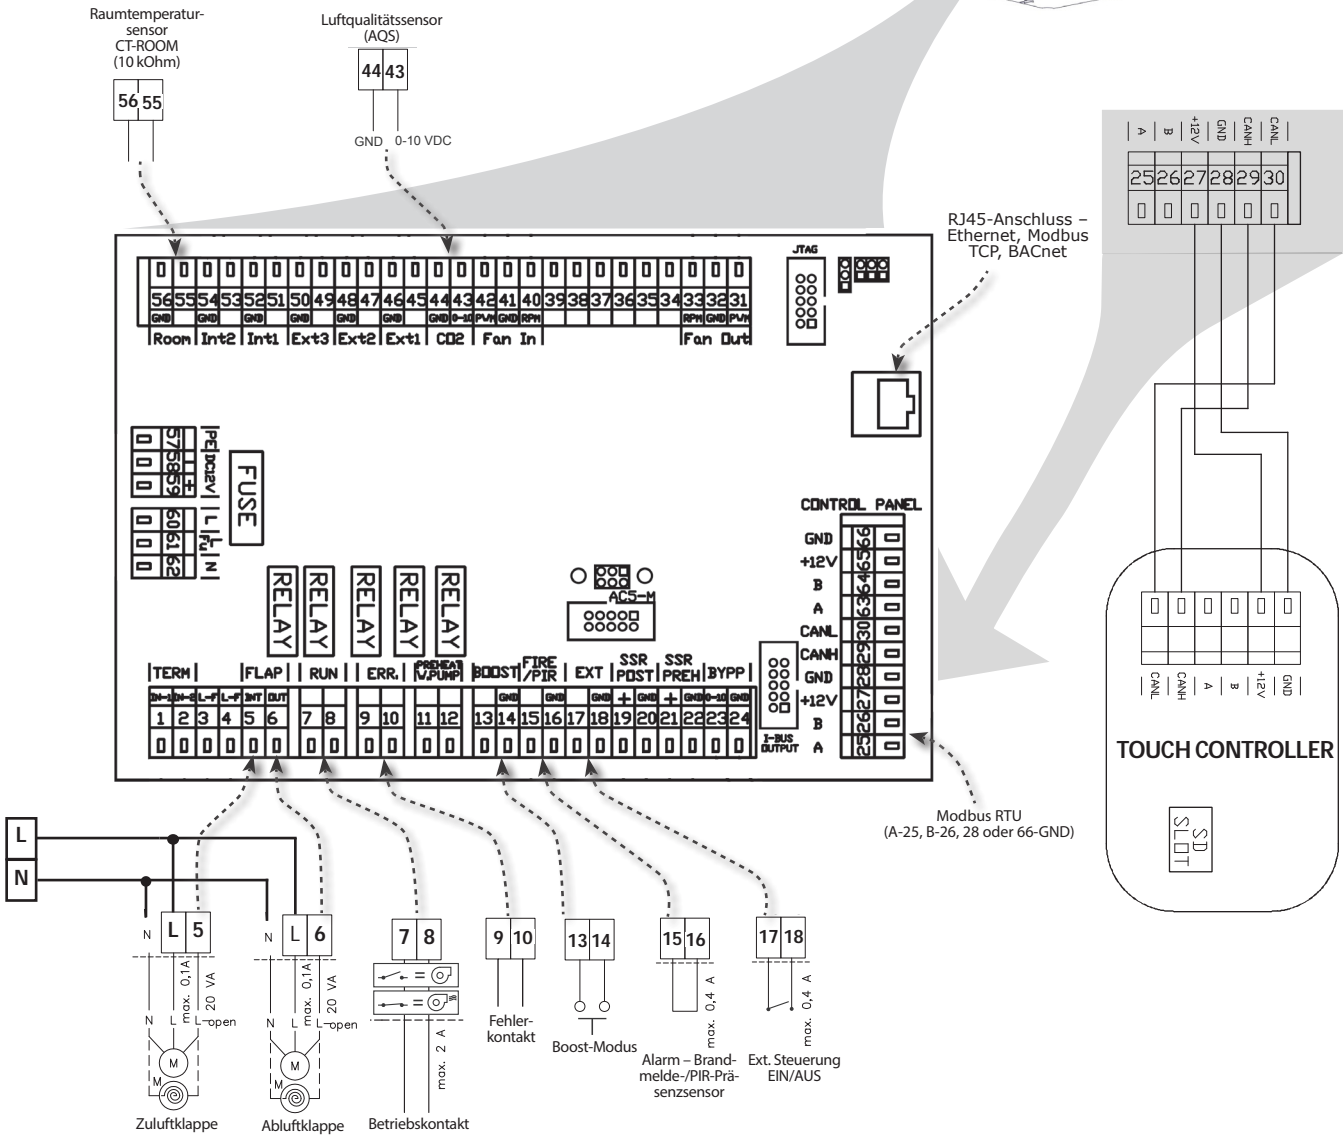 Raumtemperatur-
sensor
CT-ROOM
(10 kOhm)
56 55
Luftqualitätssensor
(AQS)
44 43
GND 0-10 VDC
A B +12V GND CANH CANL
25 26 27 28 29 30
RJ45-Anschluss –
Ethernet, Modbus
TCP, BACnet
JTAG
56 55 54 53 52 51 50 49 48 47 46 45 44 43 42 41 40 39 38 37 36 35 34 33 32 31
GND GND GND GND GND GND GND 0-10 PWM GND RPM RPM GND PWM
Room Int2 Int1 Ext3 Ext2 Ext1 CO2 Fan In Fan Out
57 58 59
PE - + DC12V
FUSE
60 61 62
L L-Fu N
CONTROL PANEL
GND 66
+12V 65
B 64
A 63
CANL 30
CANH 29
GND 28
+12V 27
B 26
A 25
RELAY RELAY RELAY RELAY RELAY
AC5-M
I-BUS
OUTPUT
TERM FLAP RUN ERR. PREHEAT W.PUMP BOOST FIRE /PIR EXT SSR POST SSR PREH BYPP
IN-1 IN-2 L-F L-F INT OUT GND GND GND + GND + GND 0-10 GND
1 2 3 4 5 6 7 8 9 10 11 12 13 14 15 16 17 18 19 20 21 22 23 24
CANL CANH A B +12V GND
TOUCH CONTROLLER
SD
SLOT
Modbus RTU
(A-25, B-26, 28 oder 66-GND)
L
N
N L 5
max. 0,1A
20 VA
N L L-open
M
M
Zuluftklappe
N L 6
max. 0,1A
20 VA
N L L-open
M
M
Abluftklappe
7 8
=
=
max. 2 A
Betriebskontakt
9 10
Fehler-
kontakt
13 14
Boost-Modus
15 16
max. 0,4 A
Alarm – Brand-
melde-/PIR-Prä-
senzsensor
17 18
max. 0,4 A
Ext. Steuerung
EIN/AUS